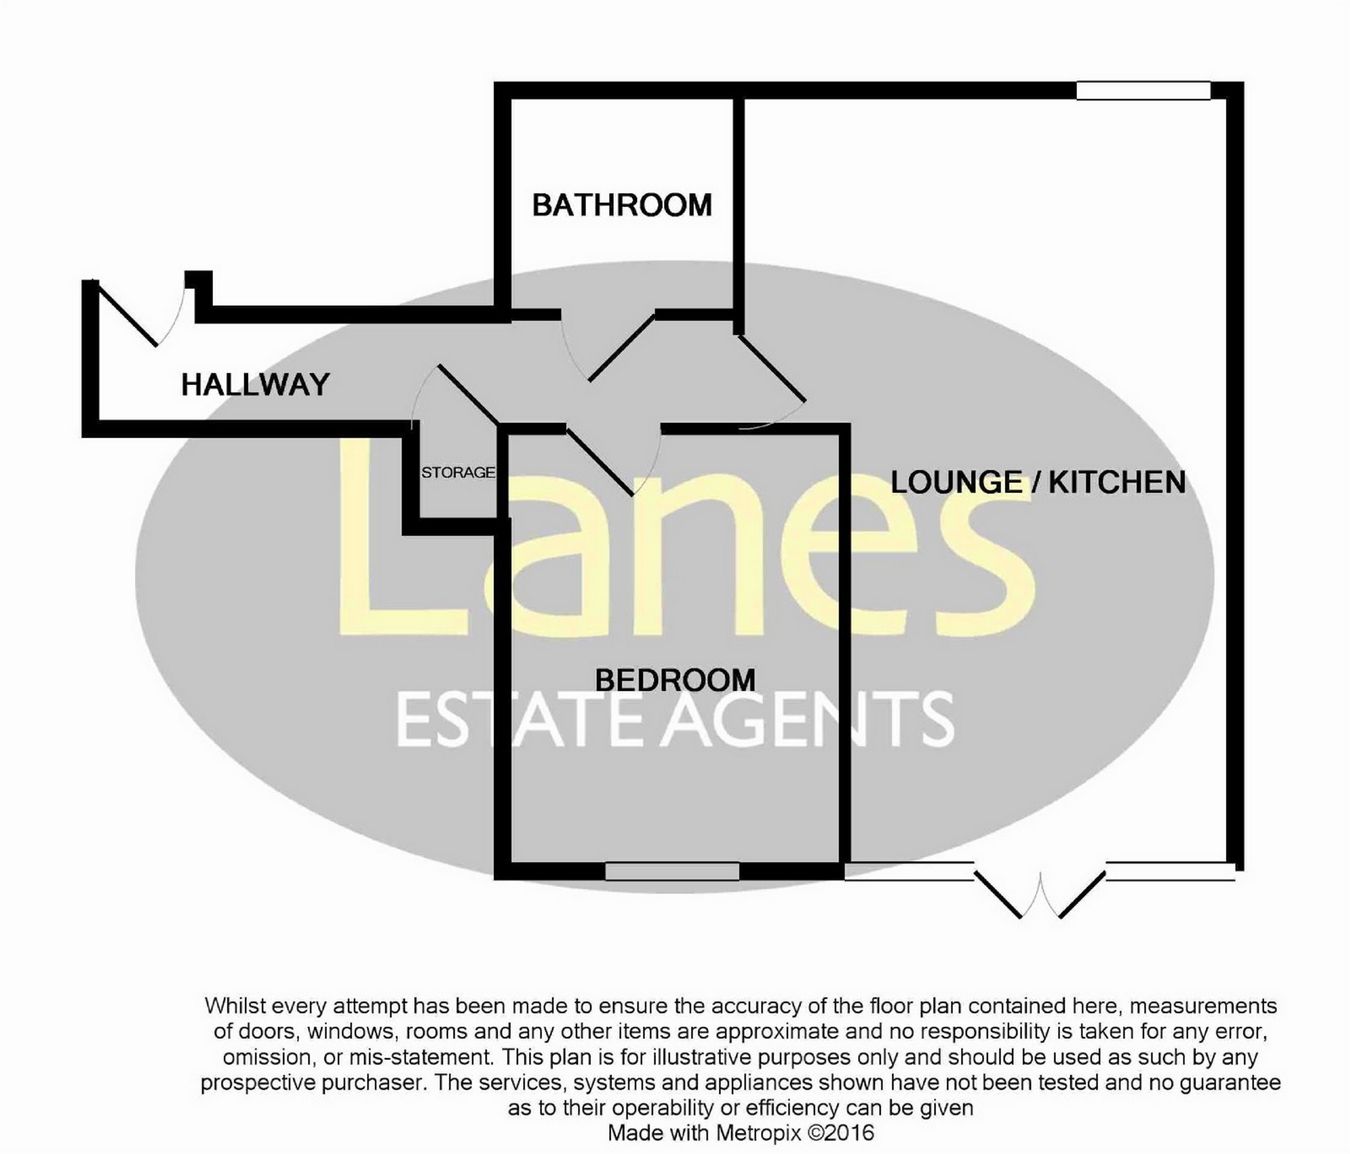 BATHROOM
HALLWAY
STORAGE
LOUNGE / KITCHEN
Lanes
BEDROOM
ESTATE AGENTS
Whilst every attempt has been made to ensure the accuracy of the floor plan contained here, measurements
of doors, windows, rooms and any other items are approximate and no responsibility is taken for any error,
omission, or mis-statement. This plan is for illustrative purposes only and should be used as such by any
prospective purchaser. The services, systems and appliances shown have not been tested and no guarantee
as to their operability or efficiency can be given
Made with Metropix ©2016